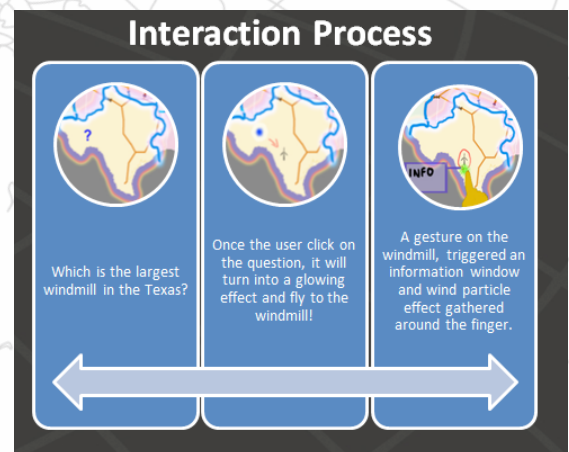 Interaction Process
?
INFO
Which is the largest
windmill in the Texas?
Once the user click on
the question, it will
turn into a glowing
effect and fly to the
windmill!
A gesture on the
windmill, triggered an
information window
and wind particle
effect gathered
around the finger.